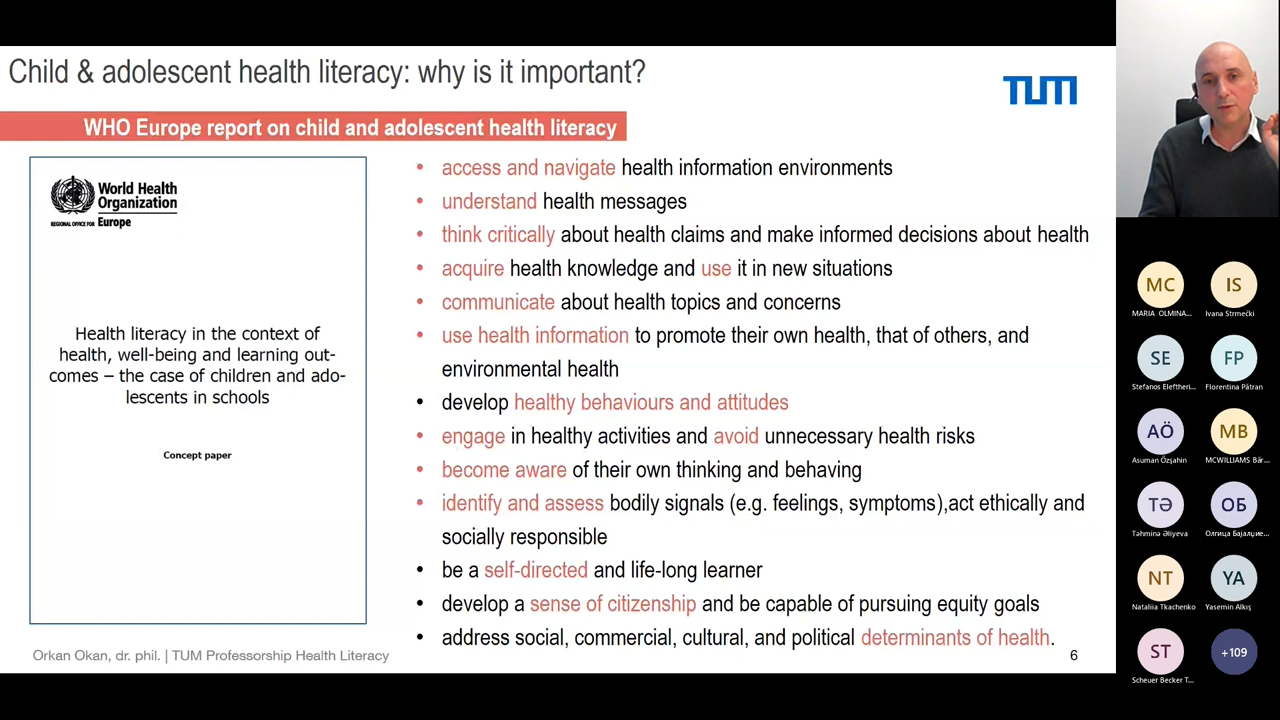 Child & adolescent health literacy: why is it important?
TUM
WHO Europe report on child and adolescent health literacy
World Health
Organization
REGIONAL OFFICE FOR Europe
Health literacy in the context of
health, well-being and learning out-
comes – the case of children and ado-
lescents in schools
Concept paper
• access and navigate health information environments
• understand health messages
• think critically about health claims and make informed decisions about health
• acquire health knowledge and use it in new situations
• communicate about health topics and concerns
• use health information to promote their own health, that of others, and
environmental health
• develop healthy behaviours and attitudes
• engage in healthy activities and avoid unnecessary health risks
• become aware of their own thinking and behaving
• identify and assess bodily signals (e.g. feelings, symptoms),act ethically and
socially responsible
• be a self-directed and life-long learner
• develop a sense of citizenship and be capable of pursuing equity goals
• address social, commercial, cultural, and political determinants of health.
Orkan Okan, dr. phil. | TUM Professorship Health Literacy
6
MC
MARIA OLMINA...
IS
Ivana Strmečki
SE
Stefanos Eleftheri...
FP
Florentina Pătran
AÖ
Asuman Özşahin
MB
MCWILLIAMS Bár...
TƏ
Təhminə Əliyeva
ОБ
Олгица Бајалџие...
NT
Nataliia Tkachenko
YA
Yasemin Alkış
ST
Scheuer Becker T...
+109